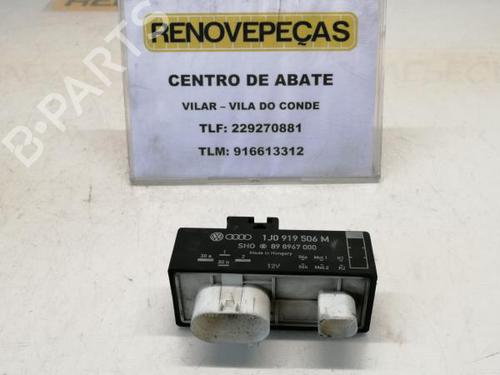 RENOVEPEÇAS
CENTRO DE ABATE
VILAR – VILA DO CONDE
TLF: 229270881
TLM: 916613312
1J0 919 506 M
SHO 89 8967 000
Made in Hungary
12V
B-PARTS